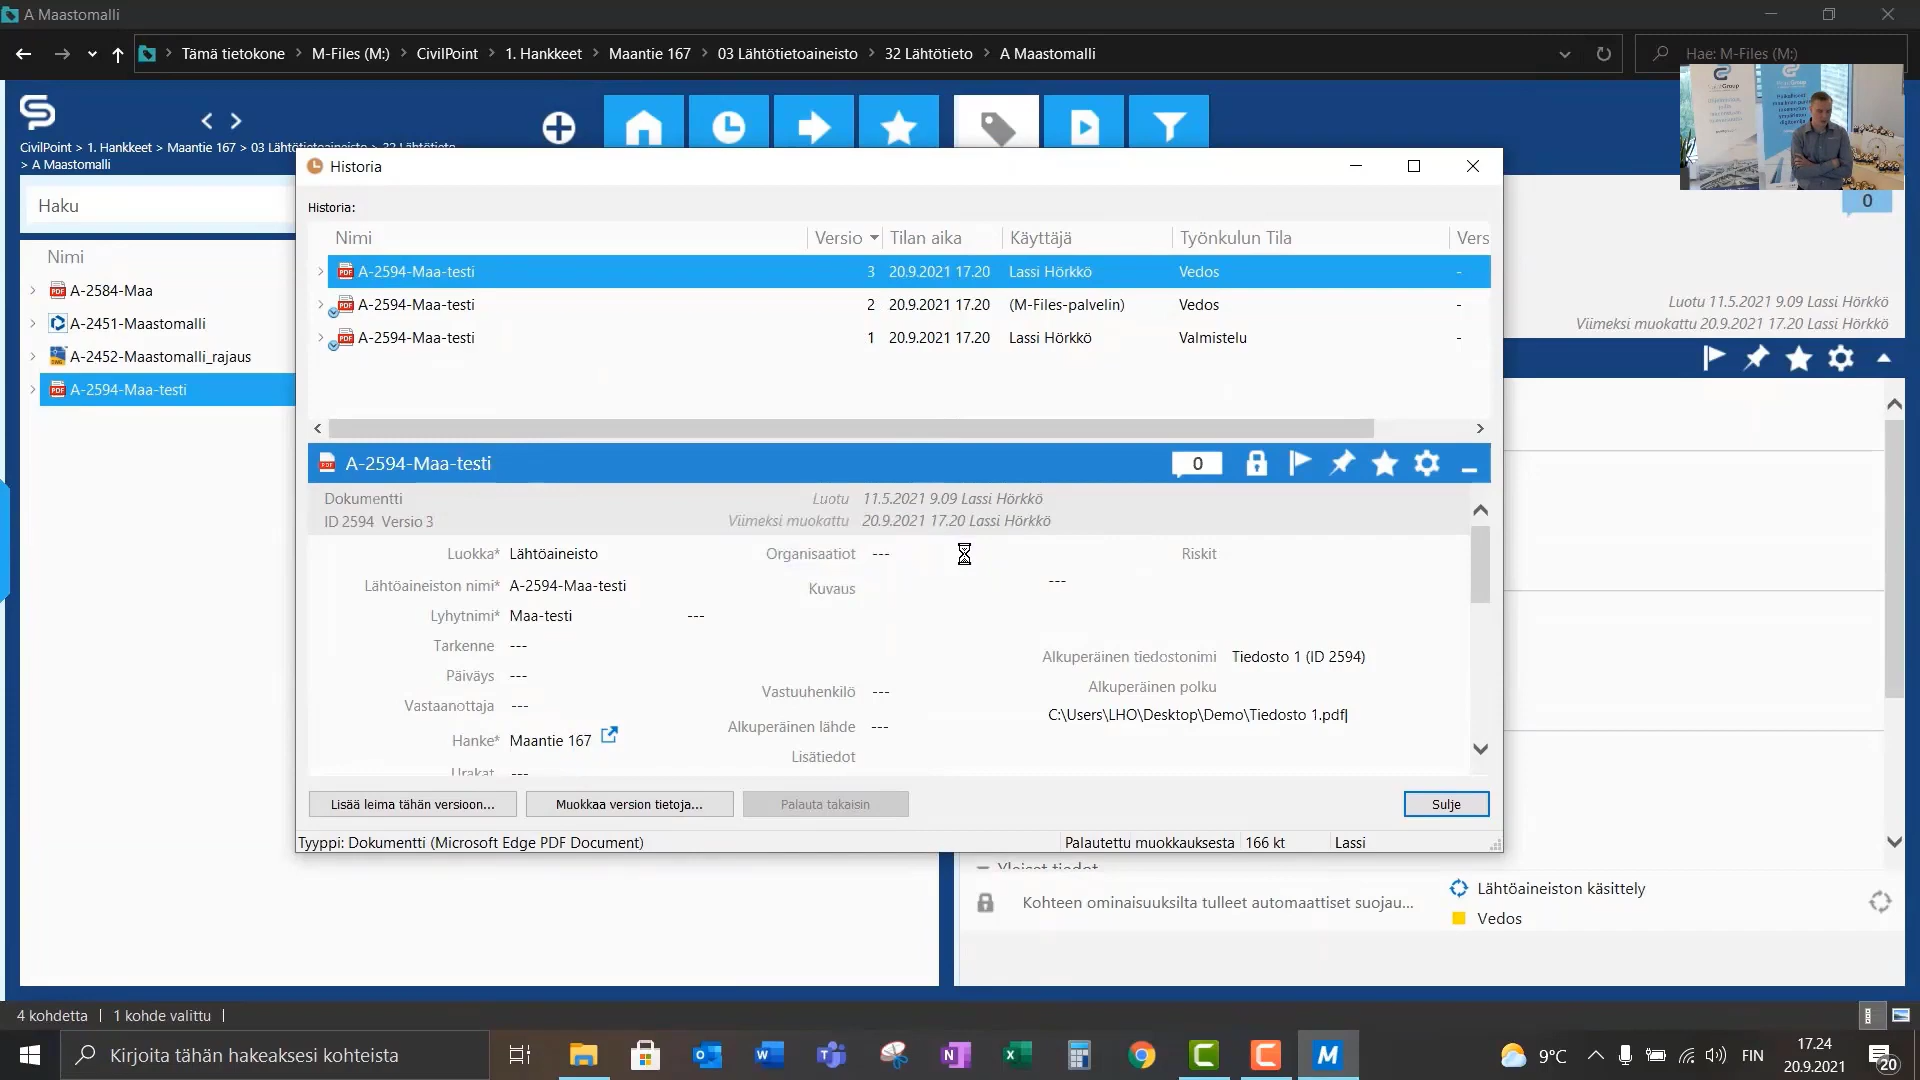 A Maastomalli
Tämä tietokone > M-Files (M:) > CivilPoint > 1. Hankkeet > Maantie 167 > 03 Lähtötietoaineisto > 32 Lähtötieto > A Maastomalli
Hae: M-Files (M:)
CivilPoint > 1. Hankkeet > Maantie 167 > 03 Lähtötietoaineisto > 32 Lähtötieto
> A Maastomalli
Haku
Nimi
A-2584-Maa
A-2451-Maastomalli
A-2452-Maastomalli_rajaus
A-2594-Maa-testi
0
Luotu 11.5.2021 9.09 Lassi Hörkkö
Viimeksi muokattu 20.9.2021 17.20 Lassi Hörkkö
Historia
Historia:
Nimi Versio Tilan aika Käyttäjä Työnkulun Tila Vers
A-2594-Maa-testi 3 20.9.2021 17.20 Lassi Hörkkö Vedos -
A-2594-Maa-testi 2 20.9.2021 17.20 (M-Files-palvelin) Vedos -
A-2594-Maa-testi 1 20.9.2021 17.20 Lassi Hörkkö Valmistelu -
A-2594-Maa-testi 0
Dokumentti Luotu 11.5.2021 9.09 Lassi Hörkkö
ID 2594 Versio 3 Viimeksi muokattu 20.9.2021 17.20 Lassi Hörkkö
Luokka* Lähtöaineisto
Lähtöaineiston nimi* A-2594-Maa-testi
Lyhytnimi* Maa-testi ---
Tarkenne ---
Päiväys ---
Vastaanottaja ---
Hanke* Maantie 167
Urakat ---
Organisaatiot ---
Kuvaus
Vastuuhenkilö ---
Alkuperäinen lähde ---
Lisätiedot
Riskit
---
Alkuperäinen tiedostonimi Tiedosto 1 (ID 2594)
Alkuperäinen polku
C:\Users\LHO\Desktop\Demo\Tiedosto 1.pdf
Lisää leima tähän versioon... Muokkaa version tietoja... Palauta takaisin Sulje
Tyyppi: Dokumentti (Microsoft Edge PDF Document) Palautettu muokkauksesta 166 kt Lassi
Yleiset tiedot
Kohteen ominaisuuksilta tulleet automaattiset suojau...
Lähtöaineiston käsittely
Vedos
4 kohdetta 1 kohde valittu
Kirjoita tähän hakeaksesi kohteista
9°C FIN
17.24
20.9.2021
20